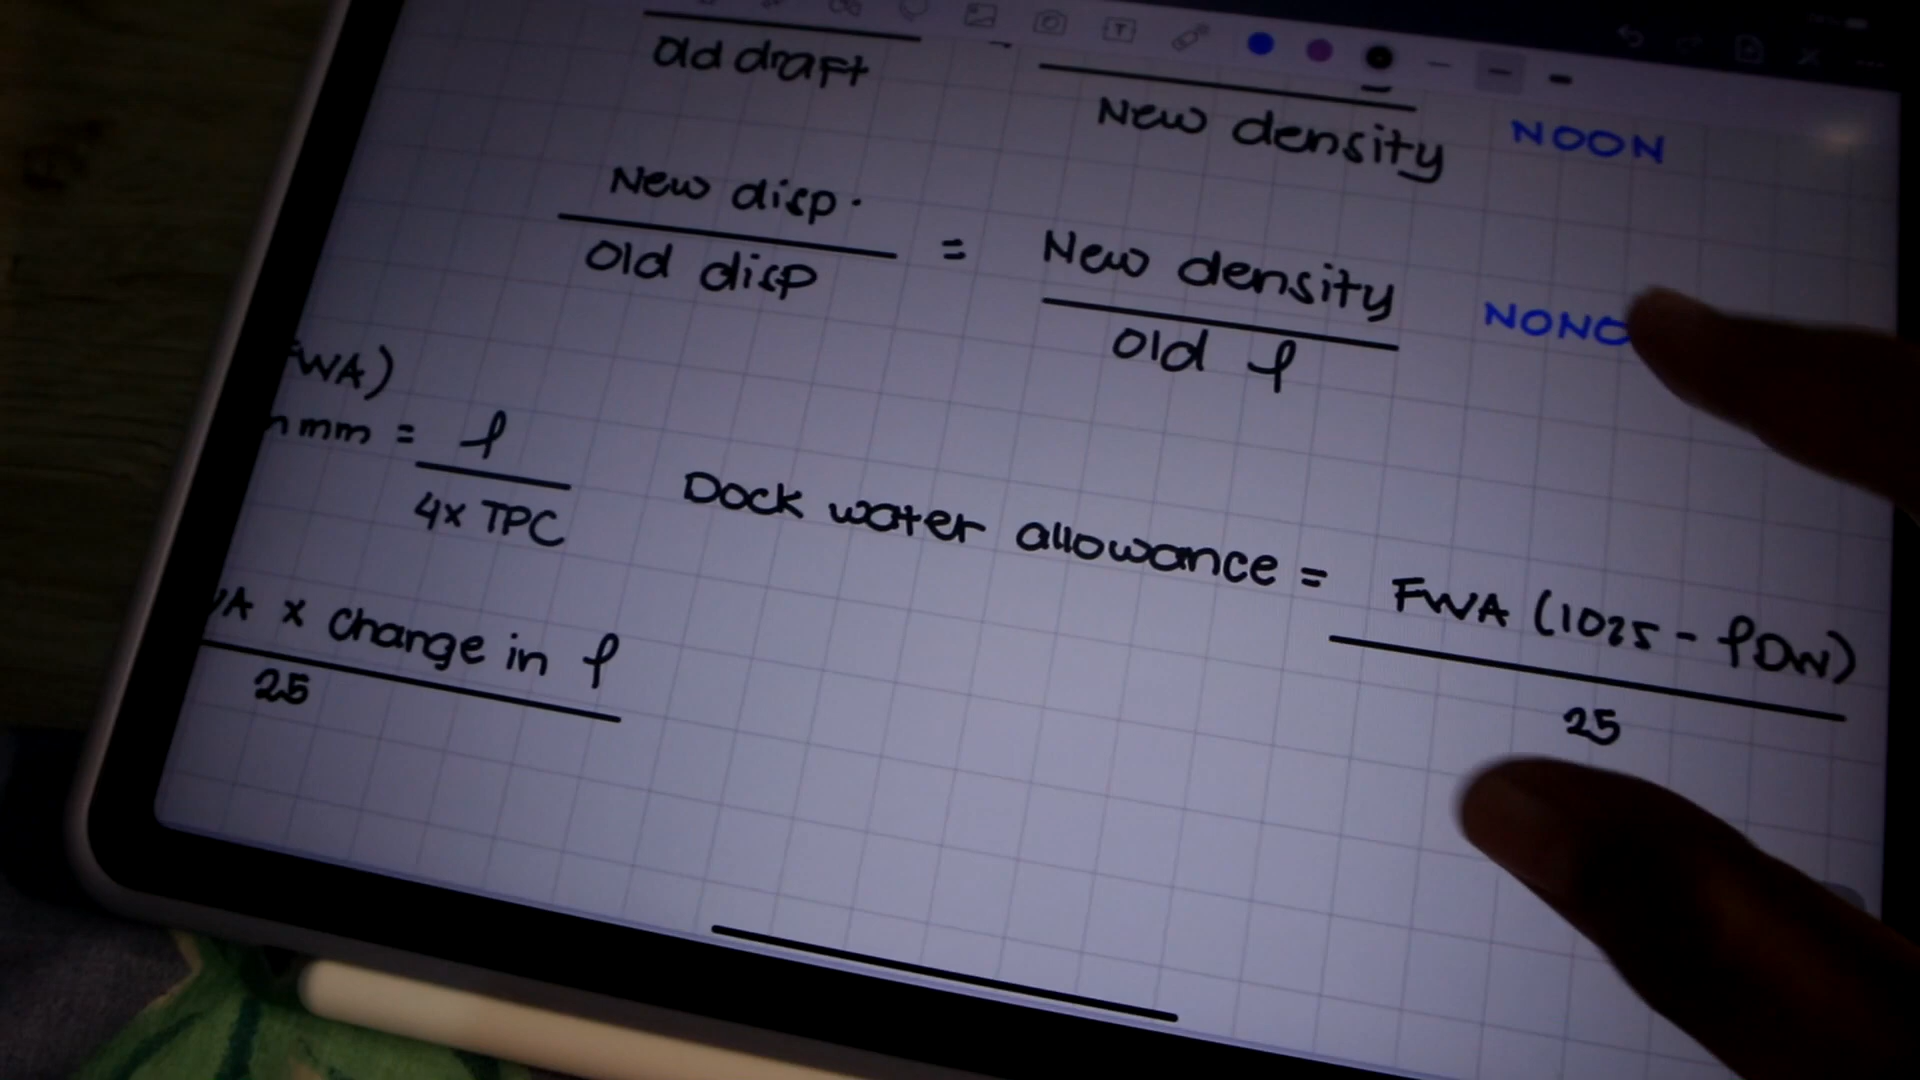 Old draft
New density NOON
New disp. = New density NONO
Old disp Old ρ
FWA)
mm = ρ
4x TPC
Dock water allowance = FWA (1025 - ρDW)
25
A x Change in ρ
25